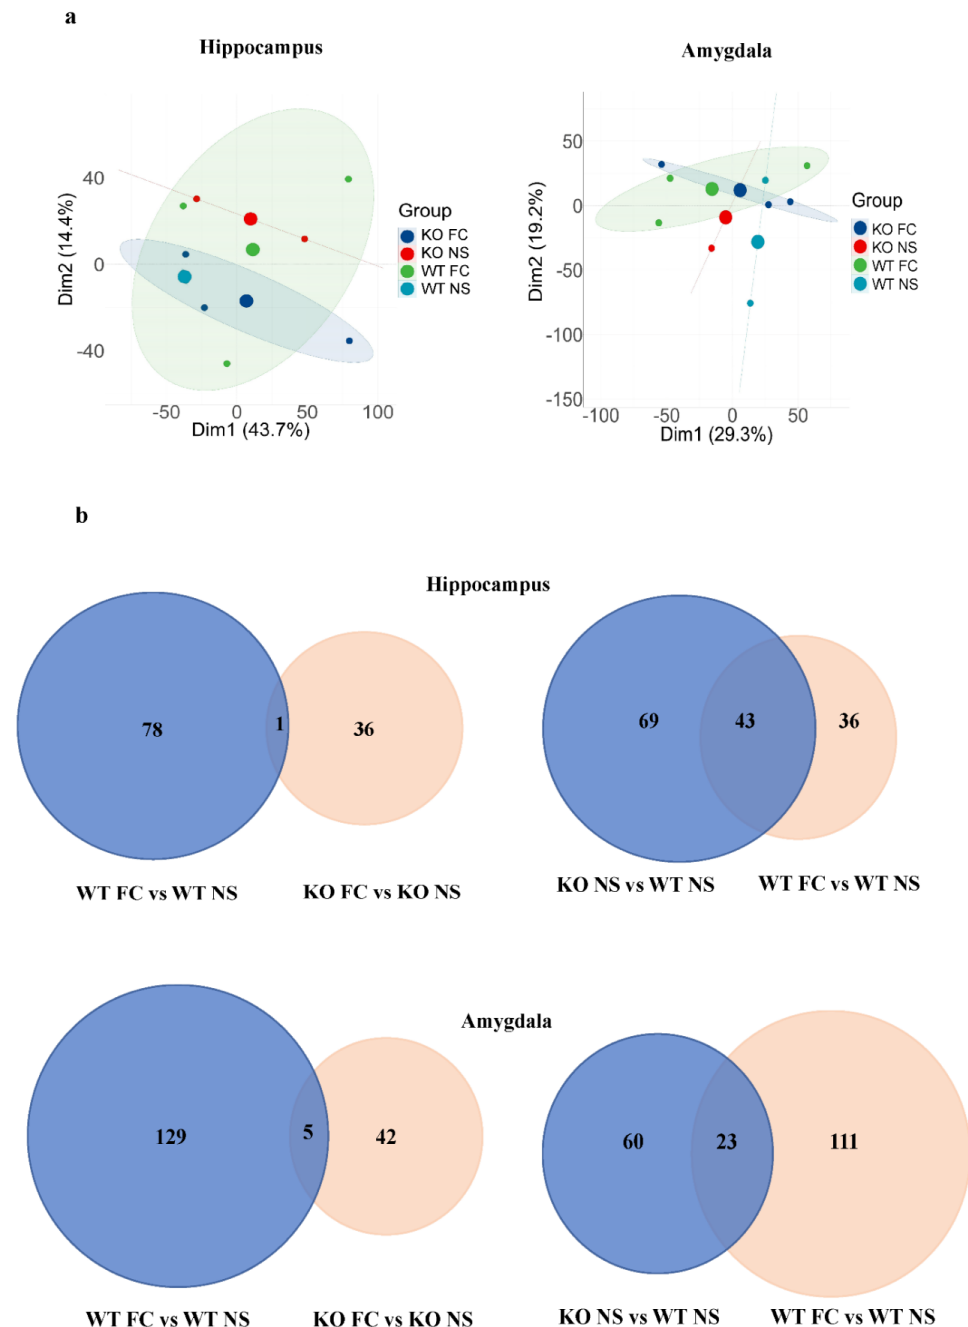 a
Hippocampus
Amygdala
40
0
-40
Dim2 (14.4%)
-50
0
50
100
Dim1 (43.7%)
Group
KO FC
KO NS
WT FC
WT NS
50
0
-50
-100
-150
Dim2 (19.2%)
-100
-50
0
50
Dim1 (29.3%)
Group
KO FC
KO NS
WT FC
WT NS
b
Hippocampus
78
1
36
WT FC vs WT NS
KO FC vs KO NS
69
43
36
KO NS vs WT NS
WT FC vs WT NS
Amygdala
129
5
42
WT FC vs WT NS
KO FC vs KO NS
60
23
111
KO NS vs WT NS
WT FC vs WT NS